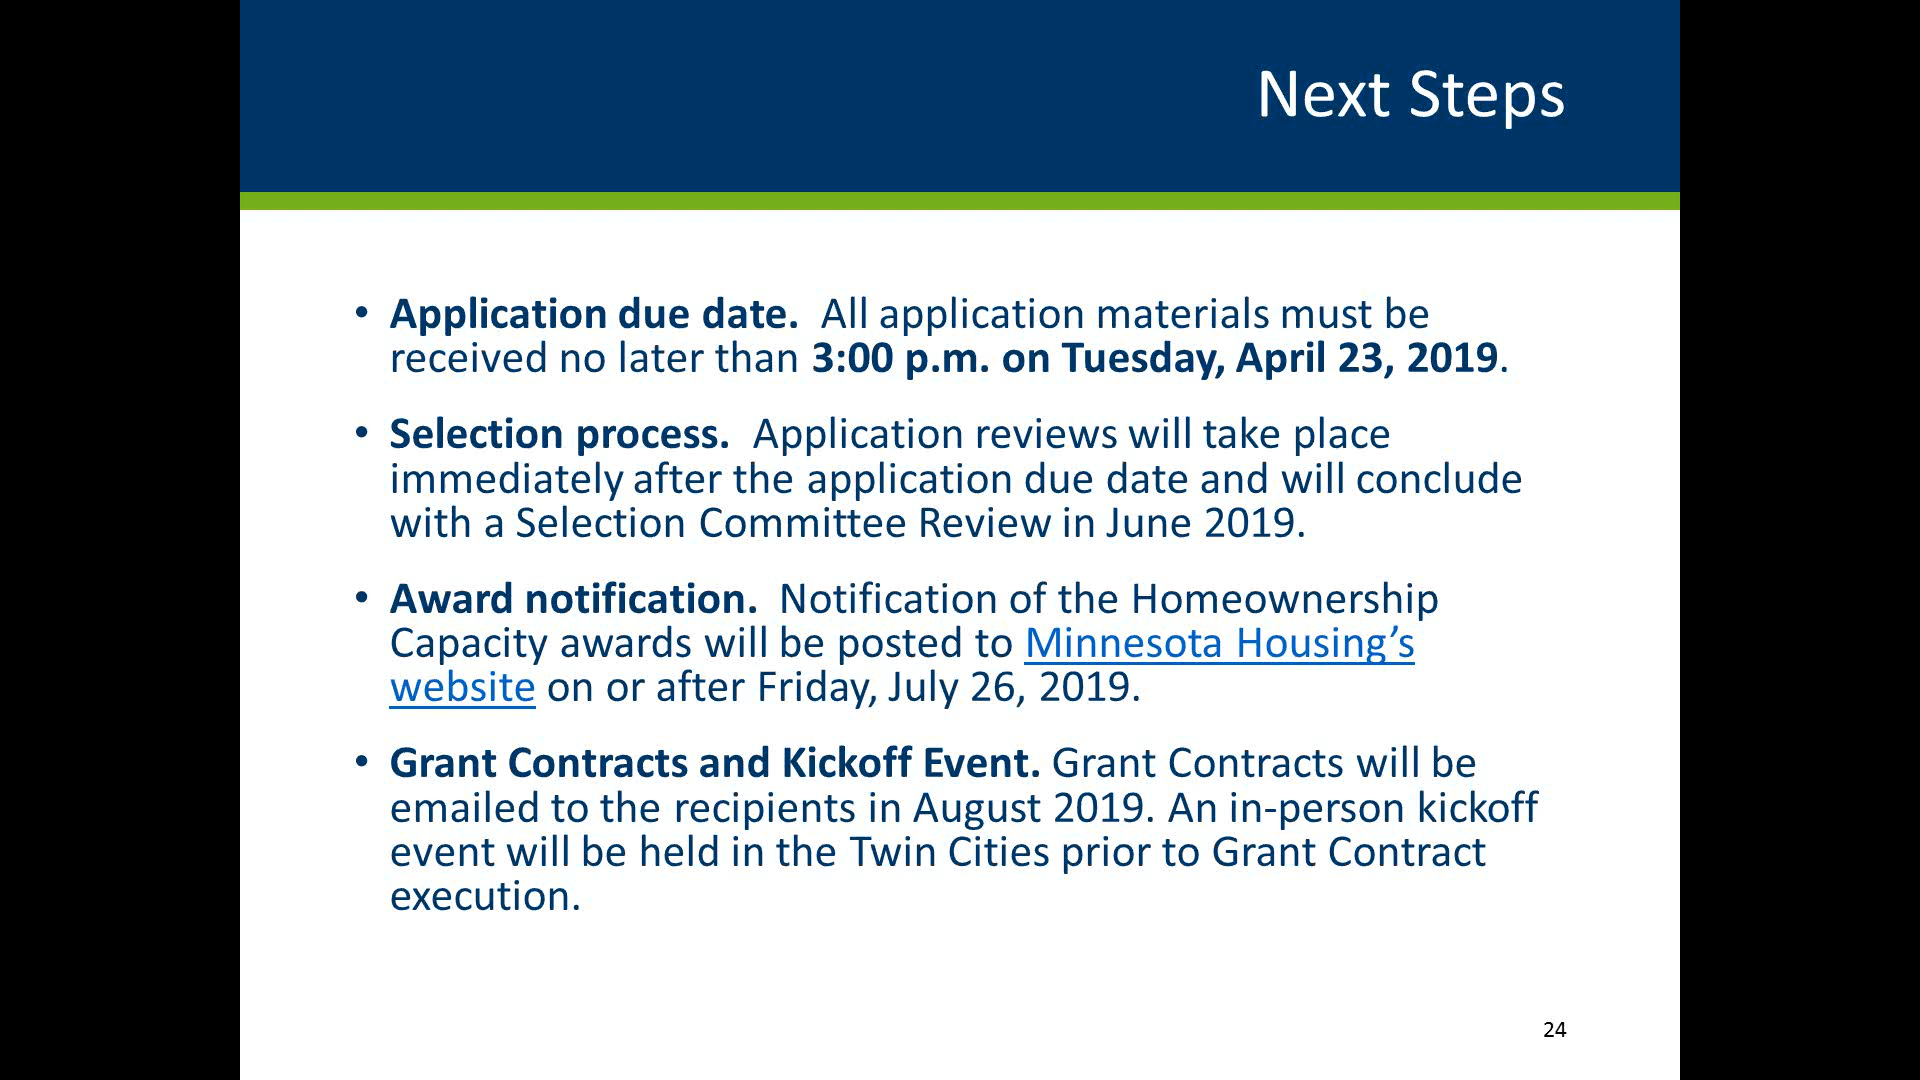 Next Steps
• Application due date.  All application materials must be
received no later than 3:00 p.m. on Tuesday, April 23, 2019.
• Selection process.  Application reviews will take place
immediately after the application due date and will conclude
with a Selection Committee Review in June 2019.
• Award notification.  Notification of the Homeownership
Capacity awards will be posted to Minnesota Housing’s
website on or after Friday, July 26, 2019.
• Grant Contracts and Kickoff Event. Grant Contracts will be
emailed to the recipients in August 2019. An in-person kickoff
event will be held in the Twin Cities prior to Grant Contract
execution.
24